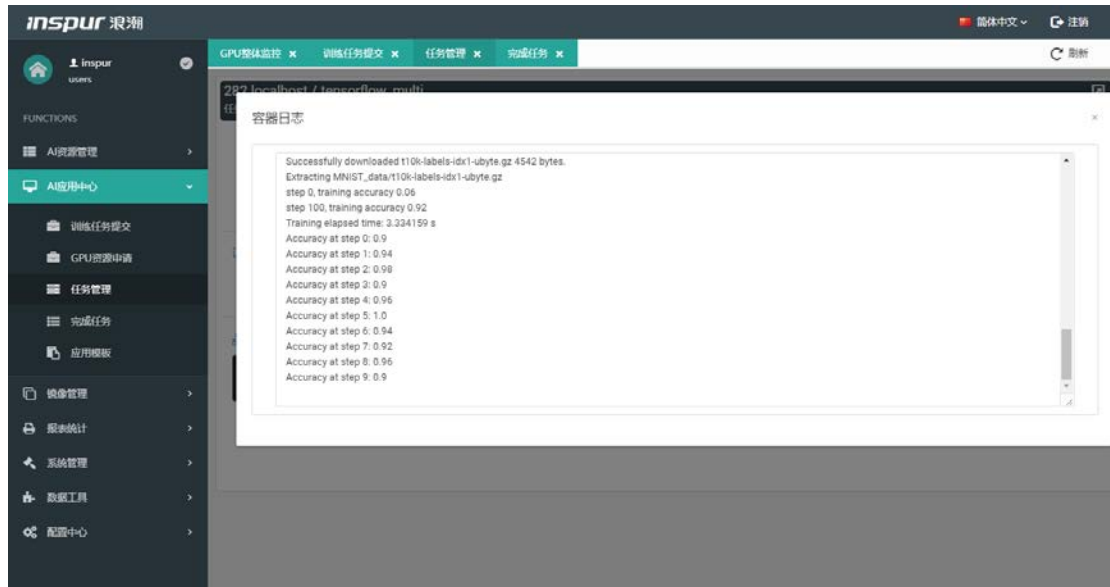 inspur 浪潮
简体中文
注销
inspur
users
GPU整体监控 ×
训练任务提交 ×
任务管理 ×
完成任务 ×
刷新
FUNCTIONS
AI资源管理
AI应用中心
训练任务提交
GPU资源申请
任务管理
完成任务
应用模板
镜像管理
报表统计
系统管理
数据工具
配置中心
282 localhost / tensorflow_multi
容器日志 ×
Successfully downloaded t10k-labels-idx1-ubyte.gz 4542 bytes.
Extracting MNIST_data/t10k-labels-idx1-ubyte.gz
step 0, training accuracy 0.06
step 100, training accuracy 0.92
Training elapsed time: 3.334159 s
Accuracy at step 0: 0.9
Accuracy at step 1: 0.94
Accuracy at step 2: 0.98
Accuracy at step 3: 0.9
Accuracy at step 4: 0.96
Accuracy at step 5: 1.0
Accuracy at step 6: 0.94
Accuracy at step 7: 0.92
Accuracy at step 8: 0.96
Accuracy at step 9: 0.9